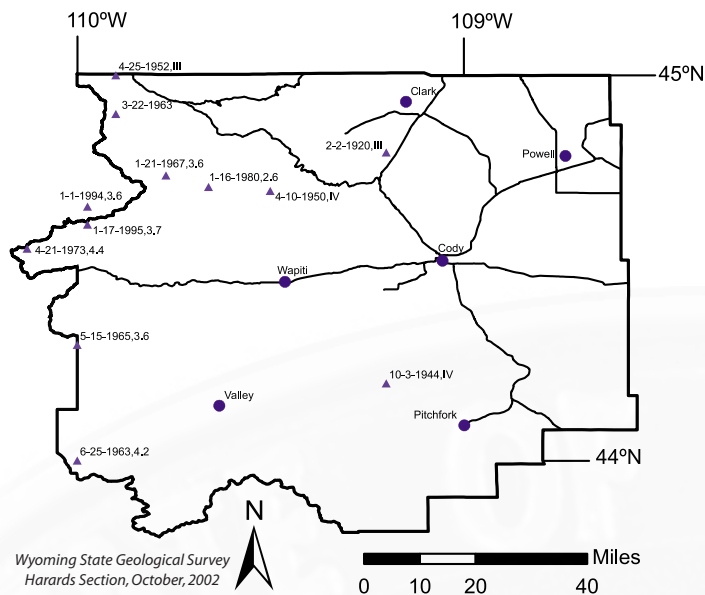 110ºW
109ºW
4-25-1952,III
45ºN
Clark
3-22-1963
2-2-1920,III
Powell
1-21-1967,3.6
1-16-1980,2.6
4-10-1950,IV
1-1-1994,3.6
1-17-1995,3.7
4-21-1973,4.4
Cody
Wapiti
5-15-1965,3.6
10-3-1944,IV
Valley
Pitchfork
6-25-1963,4.2
44ºN
N
Wyoming State Geological Survey
Harards Section, October, 2002
Miles
0 10 20 40